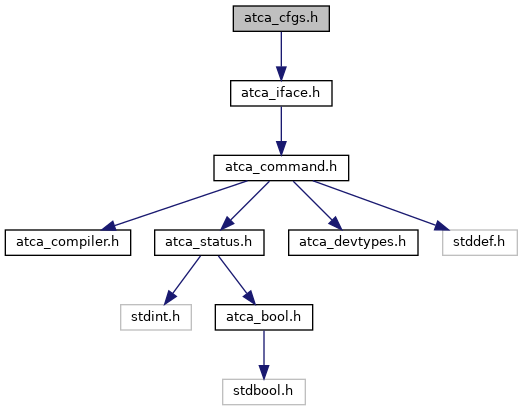 atca_cfgs.h
atca_iface.h
atca_command.h
atca_compiler.h
atca_status.h
atca_devtypes.h
stddef.h
stdint.h
atca_bool.h
stdbool.h